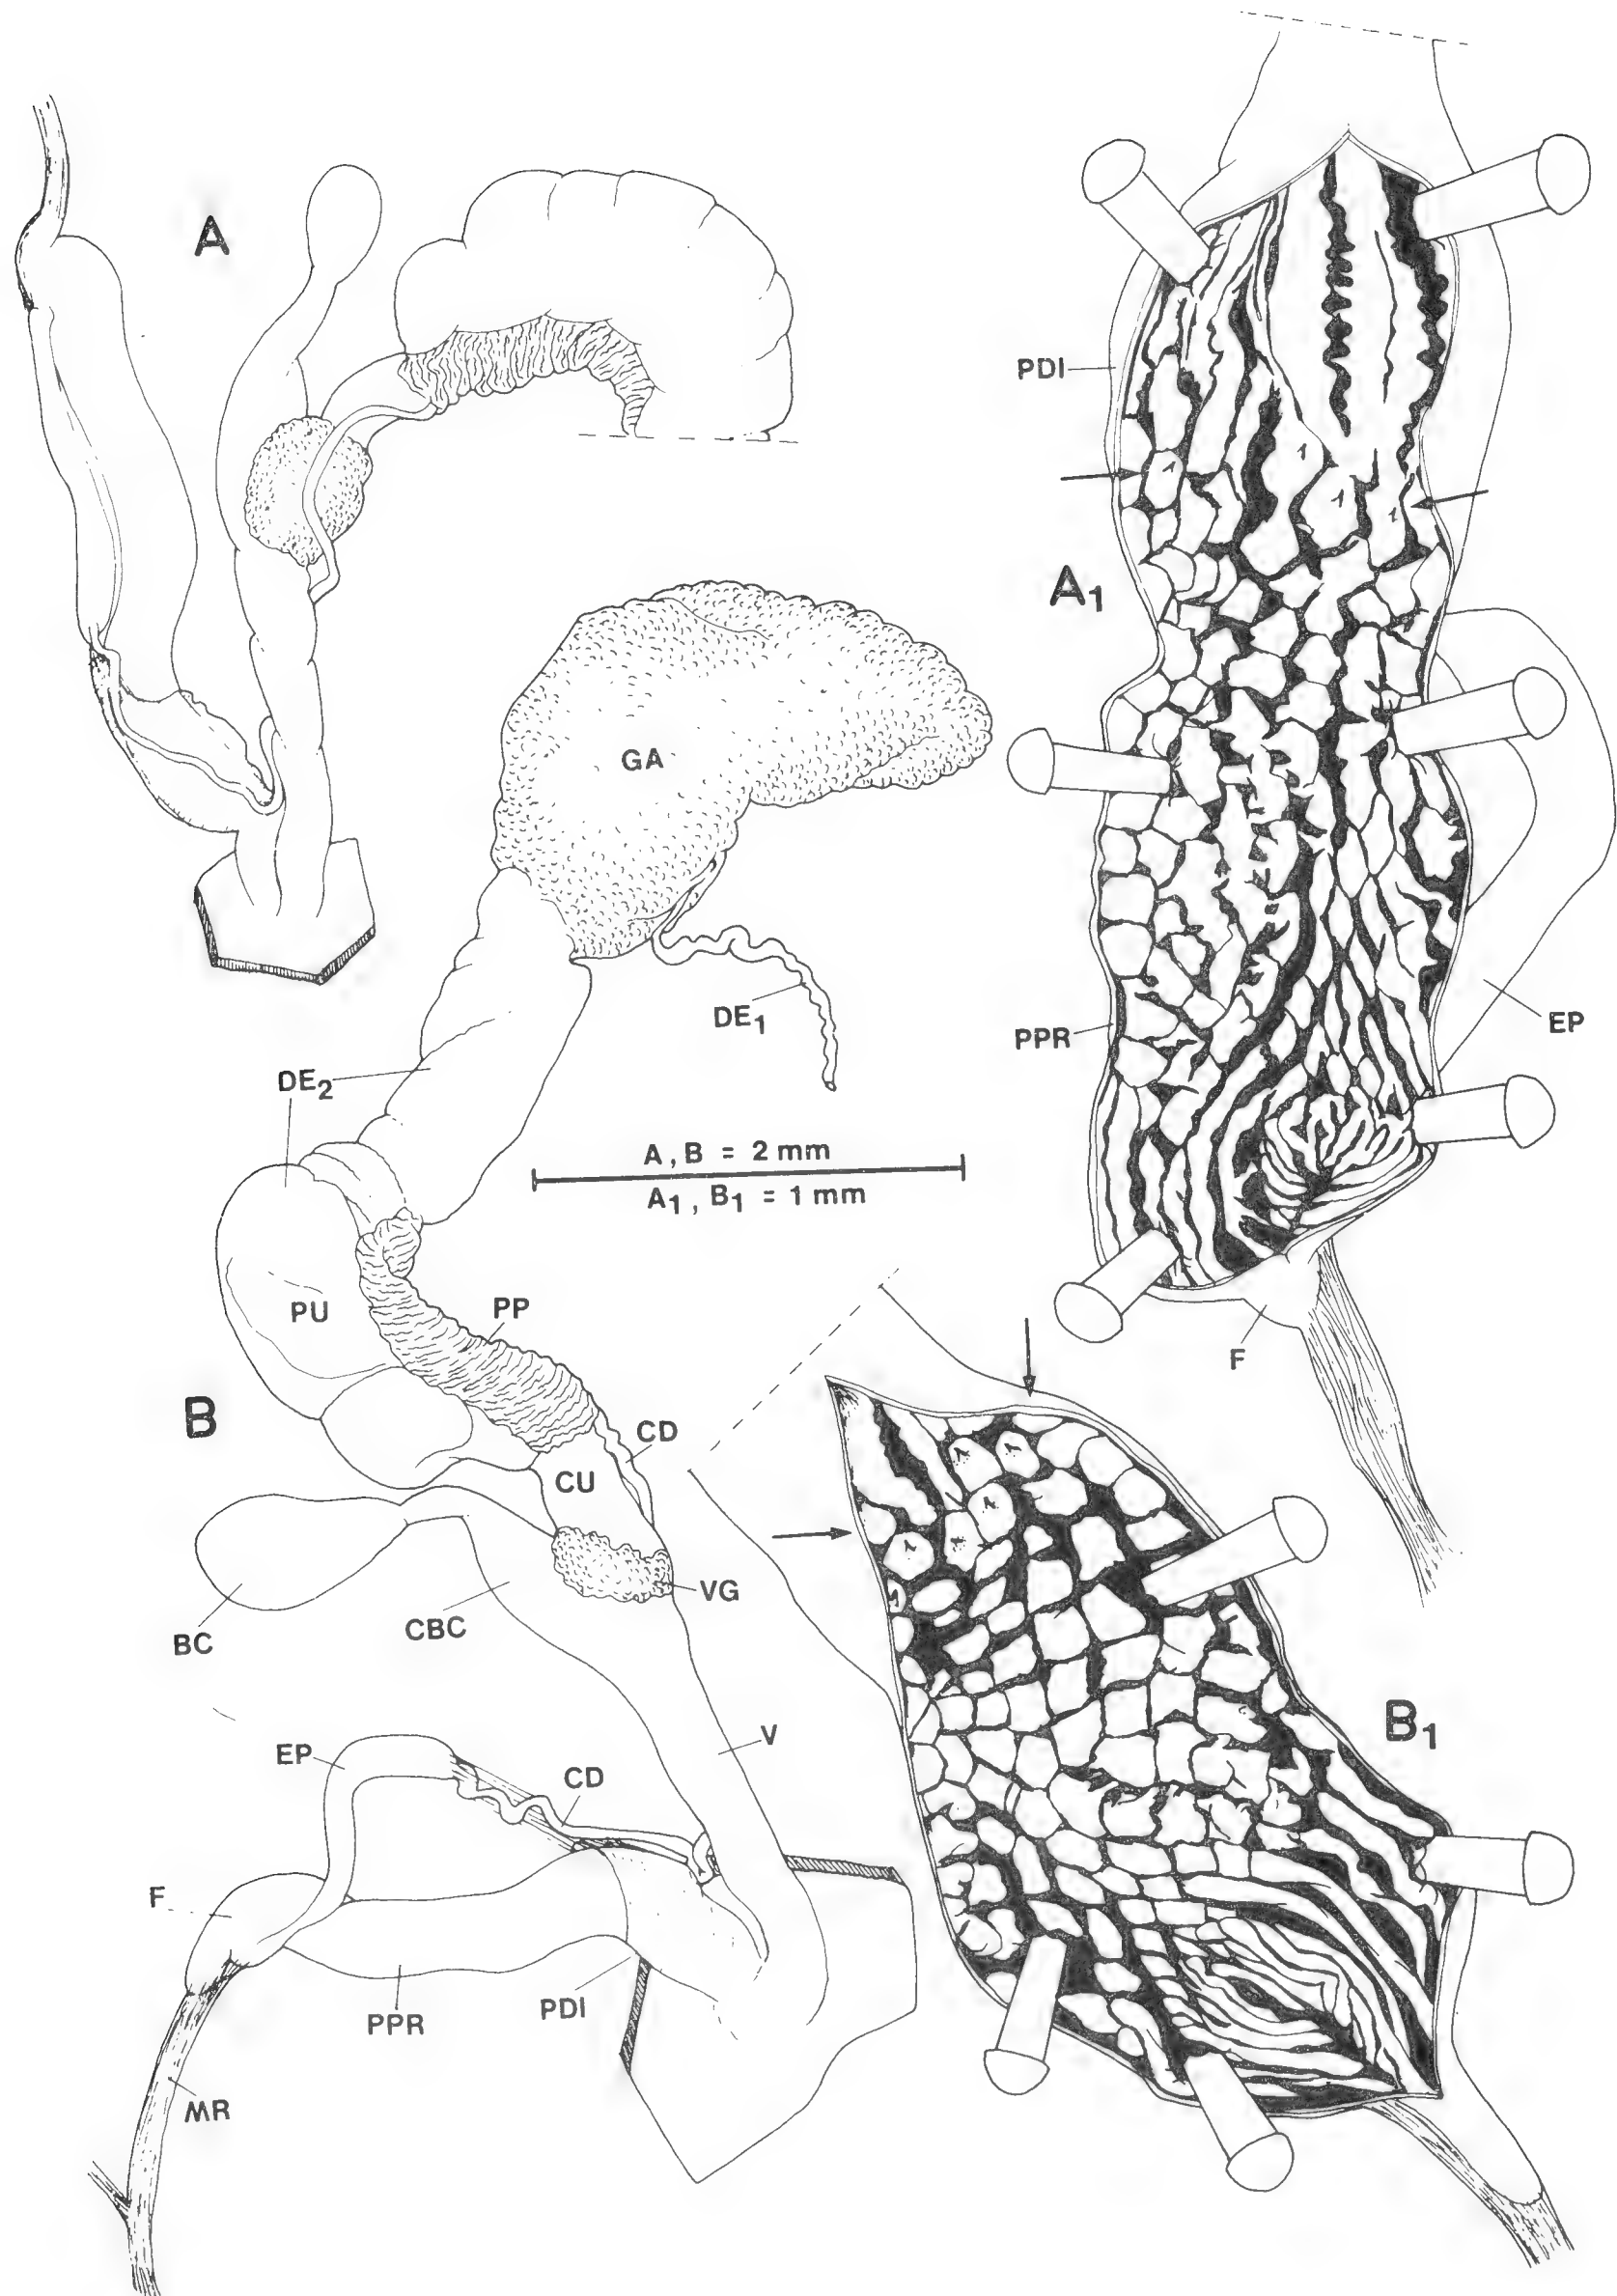 A
PDI
A1
GA
DE1
PPR
EP
DE2
A, B = 2 mm
A1, B1 = 1 mm
PU
PP
F
B
CD
CU
VG
BC
CBC
V
B1
EP
CD
F
PPR
PDI
MR